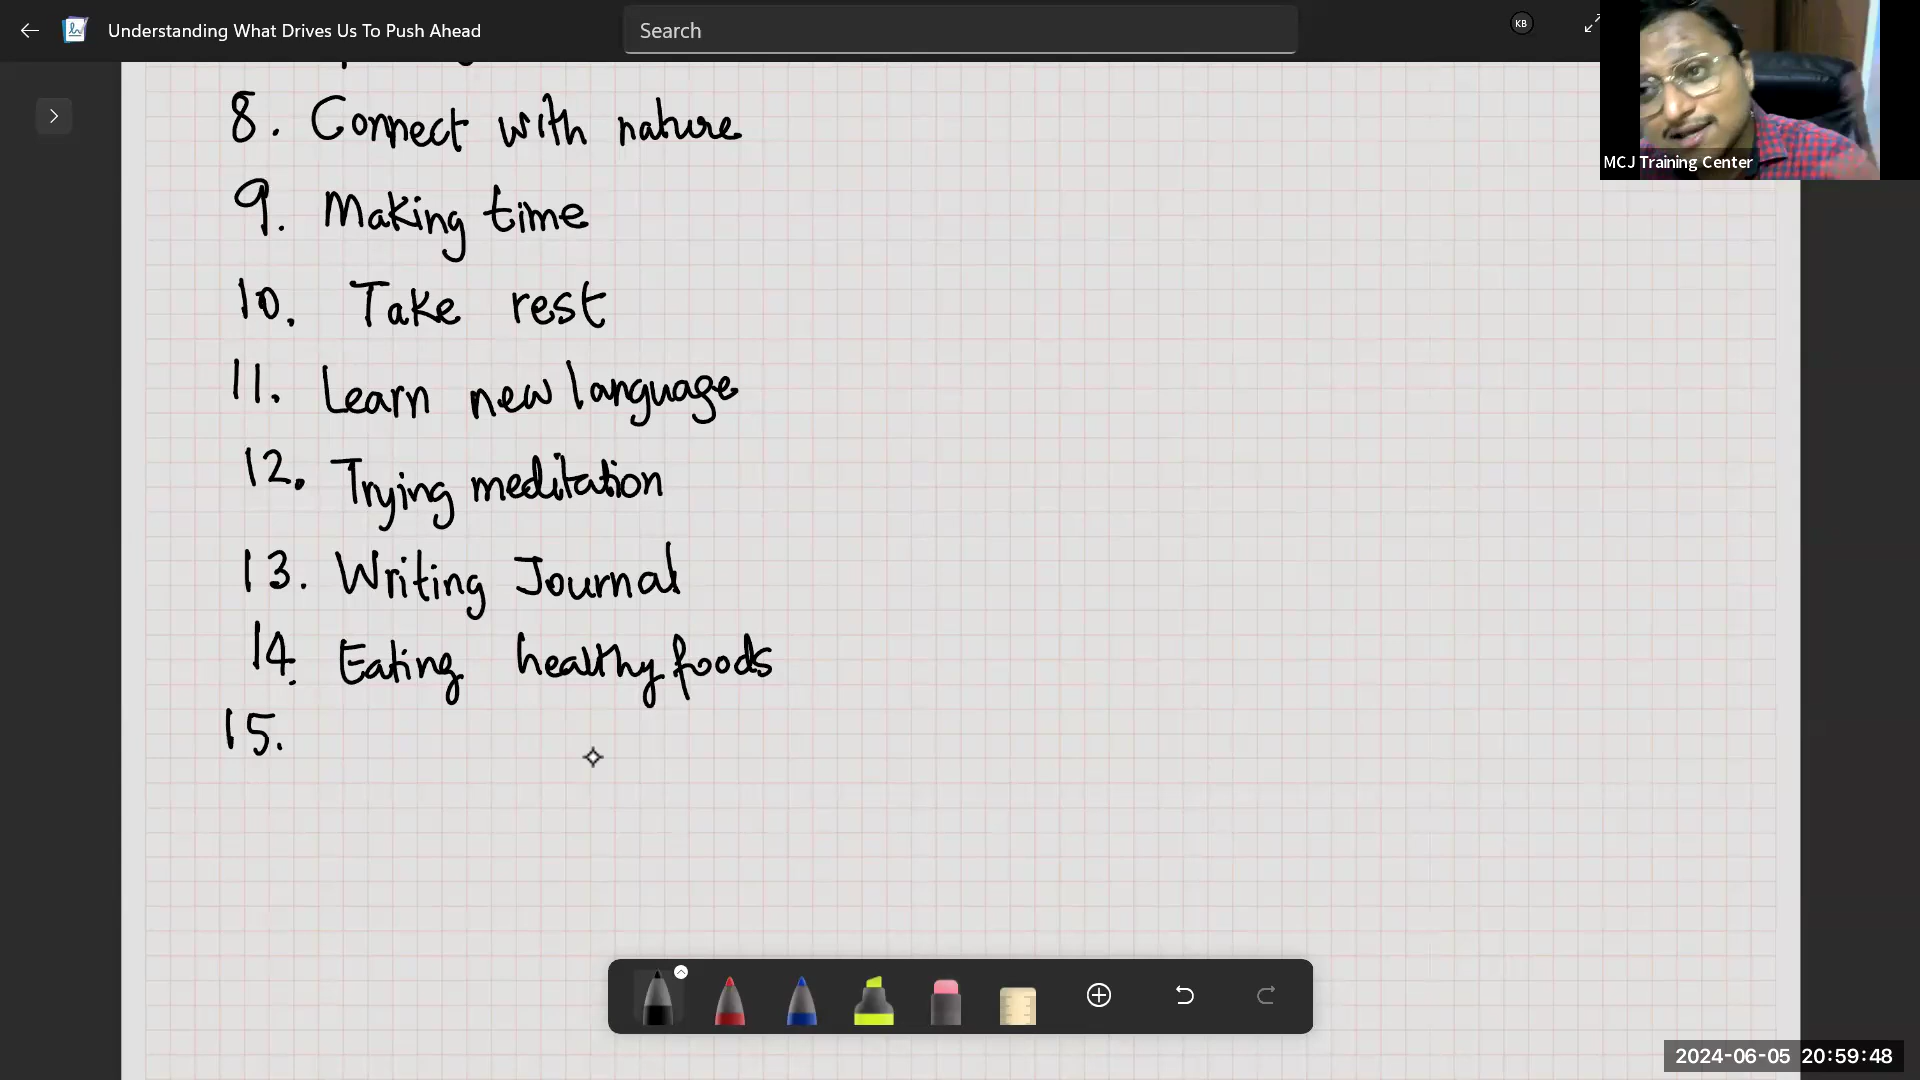 Understanding What Drives Us To Push Ahead
Search
KB
MCJ Training Center
8. Connect with nature
9. Making time
10. Take rest
11. Learn new language
12. Trying meditation
13. Writing Journal
14. Eating healthy foods
15.
2024-06-05 20:59:48